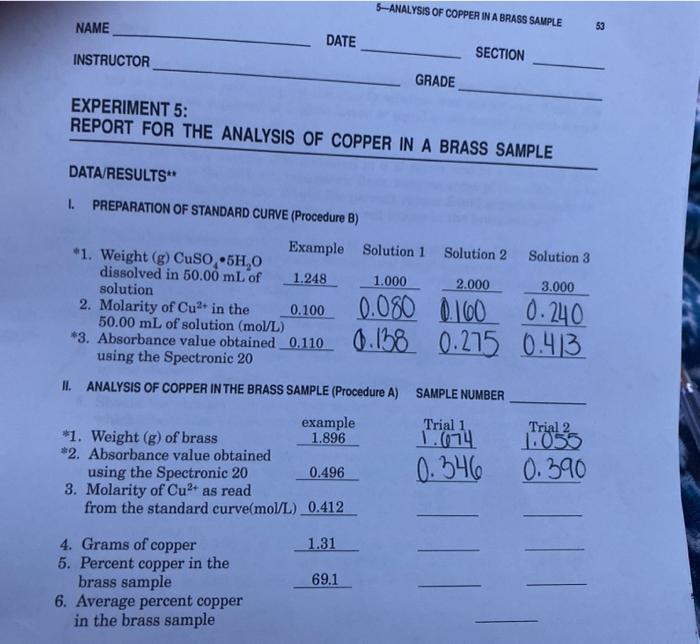 5—ANALYSIS OF COPPER IN A BRASS SAMPLE 53
NAME DATE SECTION
INSTRUCTOR GRADE
EXPERIMENT 5:
REPORT FOR THE ANALYSIS OF COPPER IN A BRASS SAMPLE
DATA/RESULTS**
I. PREPARATION OF STANDARD CURVE (Procedure B)
Example Solution 1 Solution 2 Solution 3
*1. Weight (g) CuSO₄•5H₂O
dissolved in 50.00 mL of 1.248 1.000 2.000 3.000
solution
2. Molarity of Cu²⁺ in the 0.100 0.080 0.160 0.240
50.00 mL of solution (mol/L)
*3. Absorbance value obtained 0.110 0.138 0.275 0.413
using the Spectronic 20
II. ANALYSIS OF COPPER IN THE BRASS SAMPLE (Procedure A) SAMPLE NUMBER
example Trial 1 Trial 2
*1. Weight (g) of brass 1.896 1.074 1.055
*2. Absorbance value obtained
using the Spectronic 20 0.496 0.346 0.390
3. Molarity of Cu²⁺ as read
from the standard curve(mol/L) 0.412
4. Grams of copper 1.31
5. Percent copper in the
brass sample 69.1
6. Average percent copper
in the brass sample